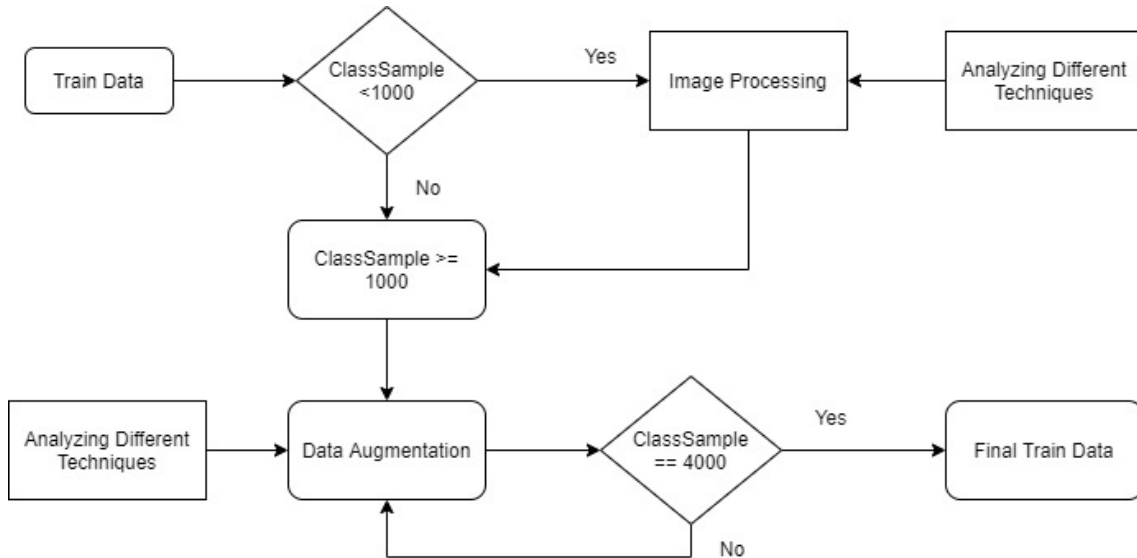 Train Data
ClassSample
<1000
Yes
Image Processing
Analyzing Different
Techniques
No
ClassSample >=
1000
Analyzing Different
Techniques
Data Augmentation
ClassSample
== 4000
Yes
Final Train Data
No